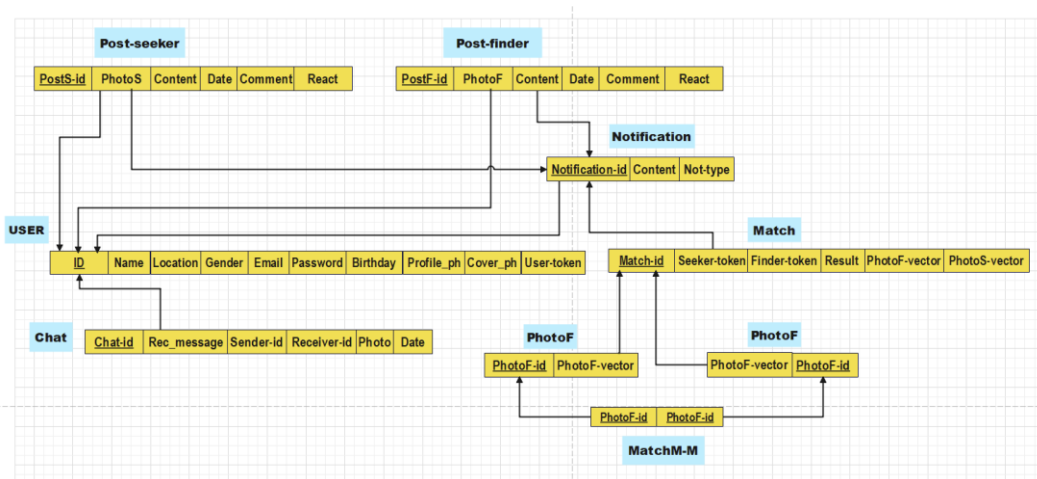 Post-seeker
Post-finder
PostS-id PhotoS Content Date Comment React
PostF-id PhotoF Content Date Comment React
Notification
Notification-id Content Not-type
USER
Match
ID Name Location Gender Email Password Birthday Profile_ph Cover_ph User-token
Match-id Seeker-token Finder-token Result PhotoF-vector PhotoS-vector
Chat
Chat-id Rec_message Sender-id Receiver-id Photo Date
PhotoF
PhotoF
PhotoF-id PhotoF-vector
PhotoF-vector PhotoF-id
PhotoF-id PhotoF-id
MatchM-M